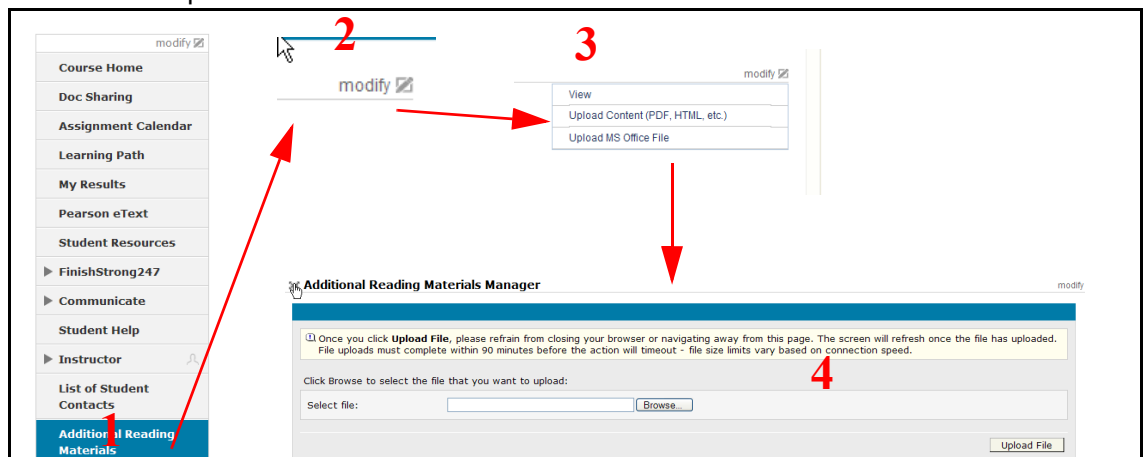 modify
Course Home
Doc Sharing
Assignment Calendar
Learning Path
My Results
Pearson eText
Student Resources
FinishStrong247
Communicate
Student Help
Instructor
List of Student
Contacts
Additional Reading
Materials
1
2
modify
3
modify
View
Upload Content (PDF, HTML, etc.)
Upload MS Office File
Additional Reading Materials Manager
modify
Once you click Upload File, please refrain from closing your browser or navigating away from this page. The screen will refresh once the file has uploaded.
File uploads must complete within 90 minutes before the action will timeout - file size limits vary based on connection speed.
4
Click Browse to select the file that you want to upload:
Select file:
Browse...
Upload File